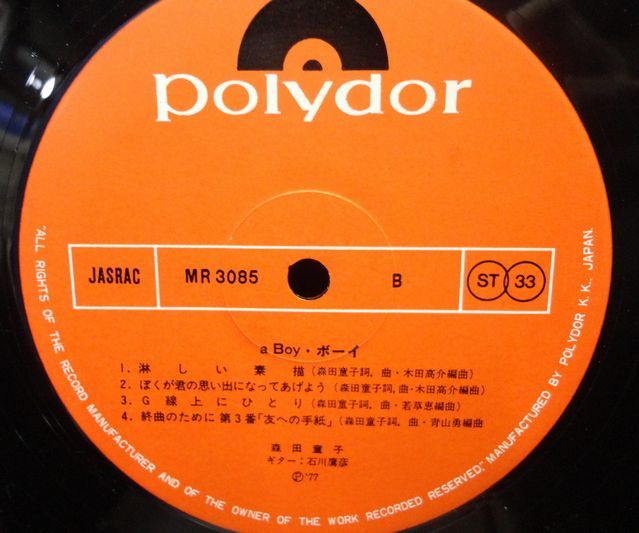 polydor
JASRAC MR 3085 B ST 33
a Boy・ボーイ
1. 淋しい素描(森田童子詞, 曲・木田高介編曲)
2. ぼくが君の思い出になってあげよう(森田童子詞, 曲・木田高介編曲)
3. G線上にひとり(森田童子詞, 曲・若草恵編曲)
4. 終曲のために 第3番「友への手紙」(森田童子詞, 曲・青山勇編曲
森田童子
ギター:石川鷹彦
Ⓟ'77
"ALL RIGHTS OF THE RECORD MANUFACTURER AND OF THE OWNER OF THE WORK RECORDED RESERVED." MANUFACTURED BY POLYDOR K.K., JAPAN.